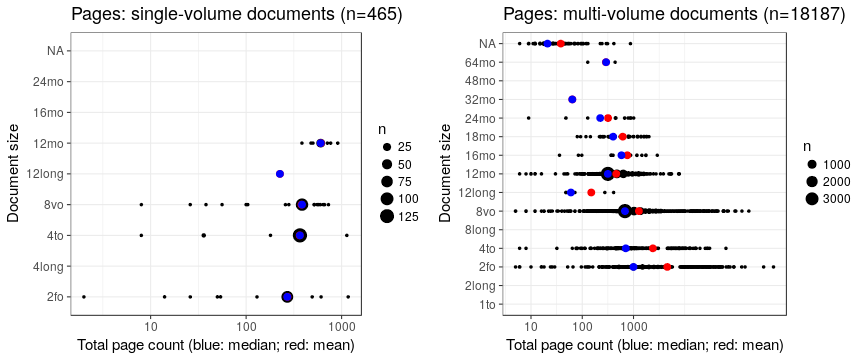 Pages: single-volume documents (n=465)
Document size
NA
24mo
16mo
12mo
12long
8vo
4to
4long
2fo
10
100
1000
Total page count (blue: median; red: mean)
n
25
50
75
100
125
Pages: multi-volume documents (n=18187)
Document size
NA
64mo
48mo
32mo
24mo
18mo
16mo
12mo
12long
8vo
8long
4to
2fo
2long
1to
10
100
1000
Total page count (blue: median; red: mean)
n
1000
2000
3000